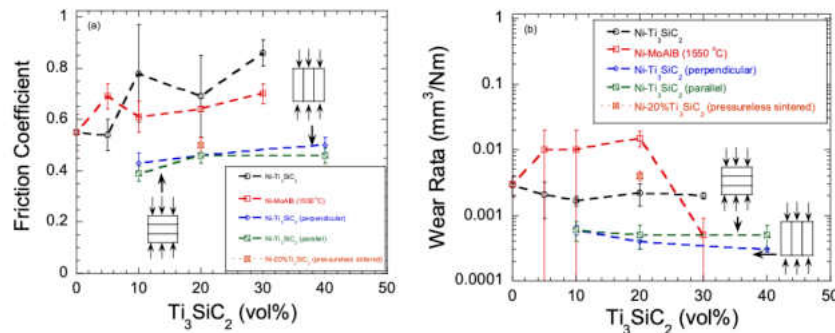 (a)
Friction Coefficient
1
0.8
0.6
0.4
0.2
0
Ni-Ti3SiC2
Ni-MoAlB (1550 °C)
Ni-Ti3SiC2 (perpendicular)
Ni-Ti3SiC2 (parallel)
Ni-20%Ti3SiC2 (pressureless sintered)
0 10 20 30 40 50
Ti3SiC2 (vol%)
(b)
Wear Rata (mm3/Nm)
1
0.1
0.01
0.001
0.0001
Ni-Ti3SiC2
Ni-MoAlB (1550 °C)
Ni-Ti3SiC2 (perpendicular)
Ni-Ti3SiC2 (parallel)
Ni-20%Ti3SiC2 (pressureless sintered)
0 10 20 30 40 50
Ti3SiC2 (vol%)